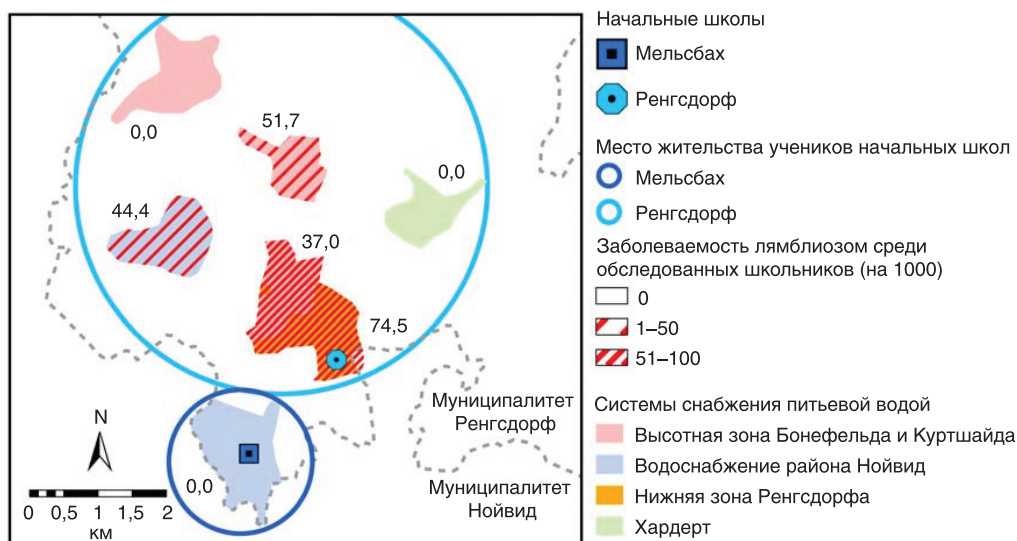 0,0
51,7
0,0
44,4
37,0
74,5
Муниципалитет
Ренгсдорф
Муниципалитет
Нойвид
0,0
N
0 0,5 1 1,5 2
км
Начальные школы
Мельсбах
Ренгсдорф
Место жительства учеников начальных школ
Мельсбах
Ренгсдорф
Заболеваемость лямблиозом среди
обследованных школьников (на 1000)
0
1–50
51–100
Системы снабжения питьевой водой
Высотная зона Бонефельда и Куртшайда
Водоснабжение района Нойвид
Нижняя зона Ренгсдорфа
Хардерт